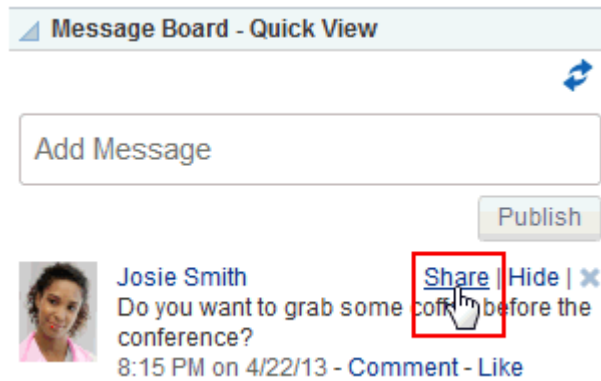 Message Board - Quick View
Add Message
Publish
Josie Smith Share | Hide |
Do you want to grab some coffee before the
conference?
8:15 PM on 4/22/13 - Comment - Like